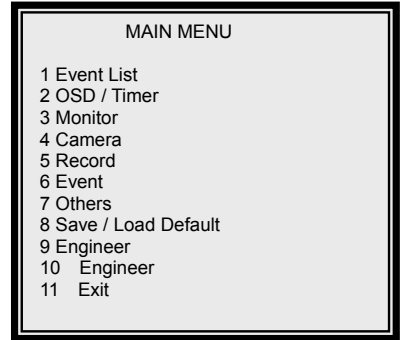 MAIN MENU
1 Event List
2 OSD / Timer
3 Monitor
4 Camera
5 Record
6 Event
7 Others
8 Save / Load Default
9 Engineer
10 Engineer
11 Exit